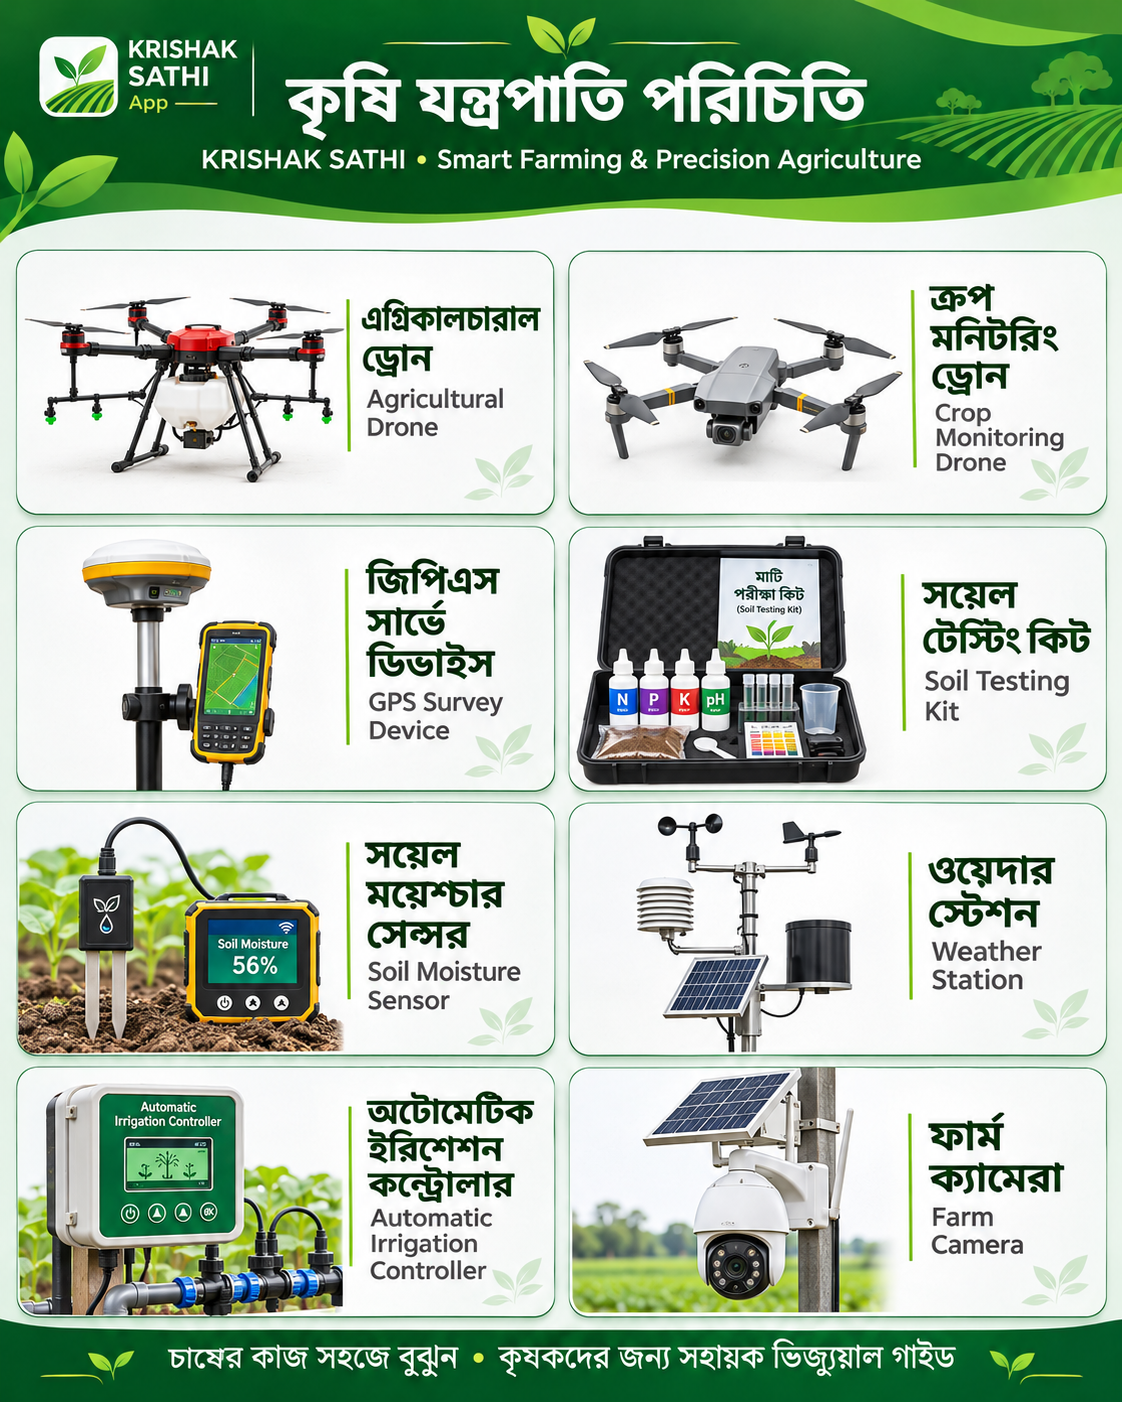 KRISHAK
SATHI
App
কৃষি যন্ত্রপাতি পরিচিতি
KRISHAK SATHI • Smart Farming & Precision Agriculture
এগ্রিকালচারাল
ড্রোন
Agricultural
Drone
ক্রপ
মনিটরিং
ড্রোন
Crop
Monitoring
Drone
জিপিএস
সার্ভে
ডিভাইস
GPS Survey
Device
মাটি
পরীক্ষা কিট
(Soil Testing Kit)
N P K pH
সয়েল
টেস্টিং কিট
Soil Testing
Kit
Soil Moisture
56%
সয়েল
ময়েশ্চার
সেন্সর
Soil Moisture
Sensor
ওয়েদার
স্টেশন
Weather
Station
Automatic
Irrigation Controller
OK
অটোমেটিক
ইরিগেশন
কন্ট্রোলার
Automatic
Irrigation
Controller
ফার্ম
ক্যামেরা
Farm
Camera
চাষের কাজ সহজে বুঝুন • কৃষকদের জন্য সহায়ক ভিজ্যুয়াল গাইড